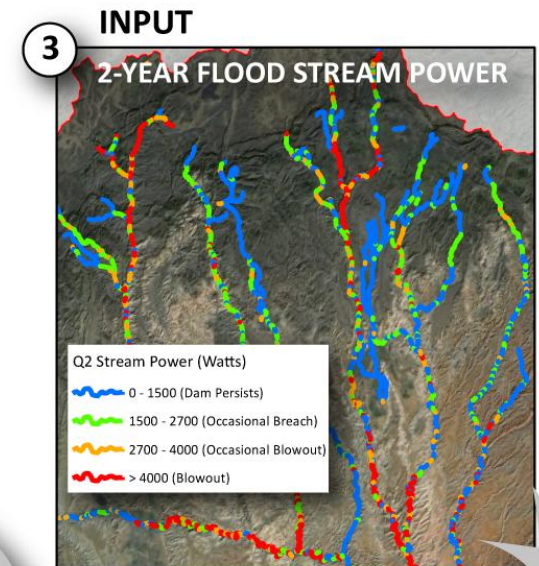 INPUT
3
2-YEAR FLOOD STREAM POWER
Q2 Stream Power (Watts)
0 - 1500 (Dam Persists)
1500 - 2700 (Occasional Breach)
2700 - 4000 (Occasional Blowout)
> 4000 (Blowout)